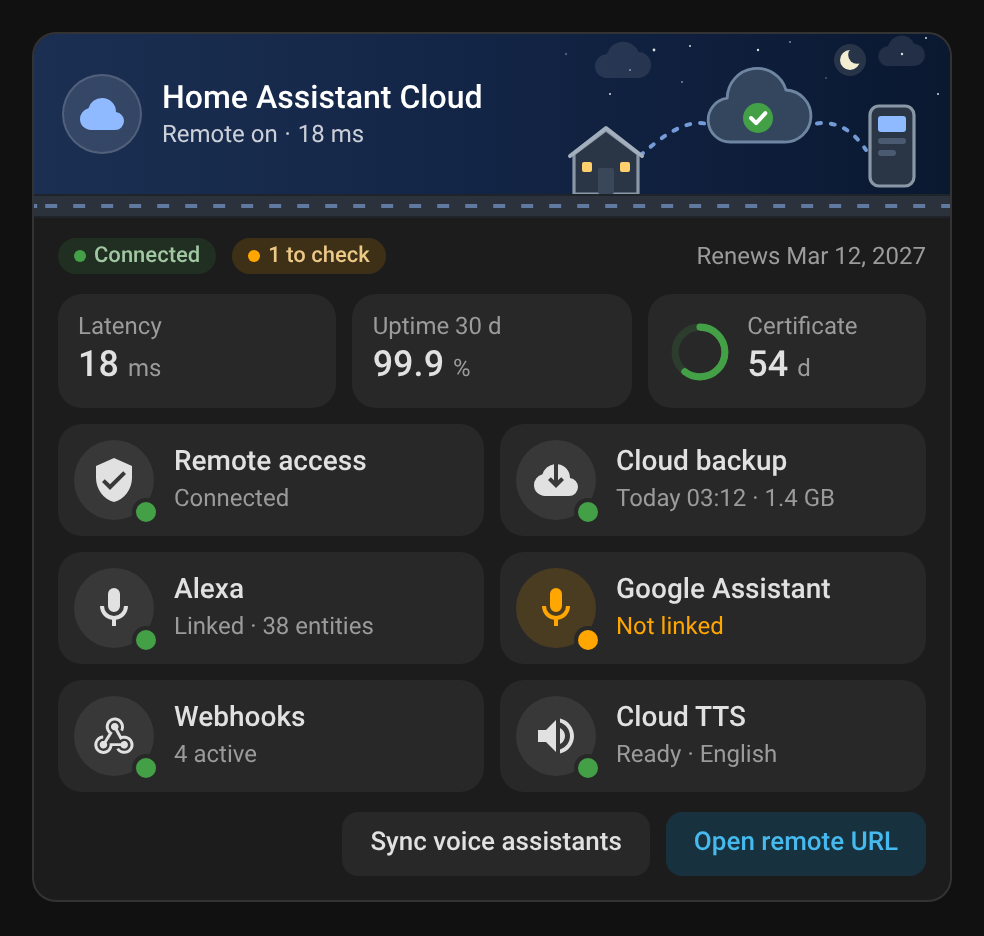 Home Assistant Cloud
Remote on · 18 ms
Connected
1 to check
Renews Mar 12, 2027
Latency
18 ms
Uptime 30 d
99.9 %
Certificate
54 d
Remote access
Connected
Cloud backup
Today 03:12 · 1.4 GB
Alexa
Linked · 38 entities
Google Assistant
Not linked
Webhooks
4 active
Cloud TTS
Ready · English
Sync voice assistants
Open remote URL